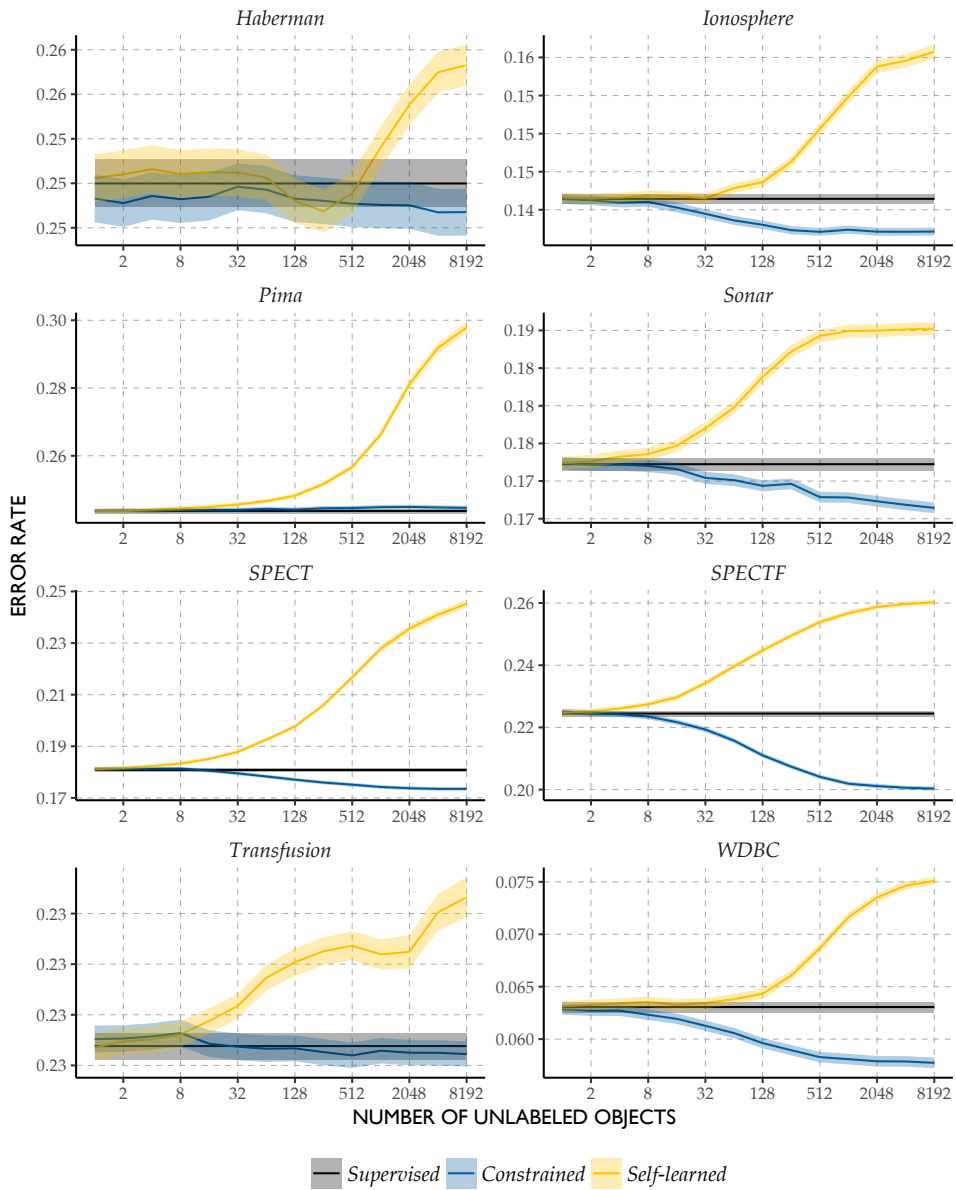 Haberman
Ionosphere
0.26
0.26
0.25
0.25
0.25
2 8 32 128 512 2048 8192
0.16
0.15
0.15
0.15
0.14
2 8 32 128 512 2048 8192
Pima
Sonar
0.30
0.28
0.26
2 8 32 128 512 2048 8192
0.19
0.18
0.18
0.18
0.17
0.17
2 8 32 128 512 2048 8192
ERROR RATE
SPECT
SPECTF
0.25
0.23
0.21
0.19
0.17
2 8 32 128 512 2048 8192
0.26
0.24
0.22
0.20
2 8 32 128 512 2048 8192
Transfusion
WDBC
0.23
0.23
0.23
0.23
2 8 32 128 512 2048 8192
0.075
0.070
0.065
0.060
2 8 32 128 512 2048 8192
NUMBER OF UNLABELED OBJECTS
Supervised Constrained Self-learned